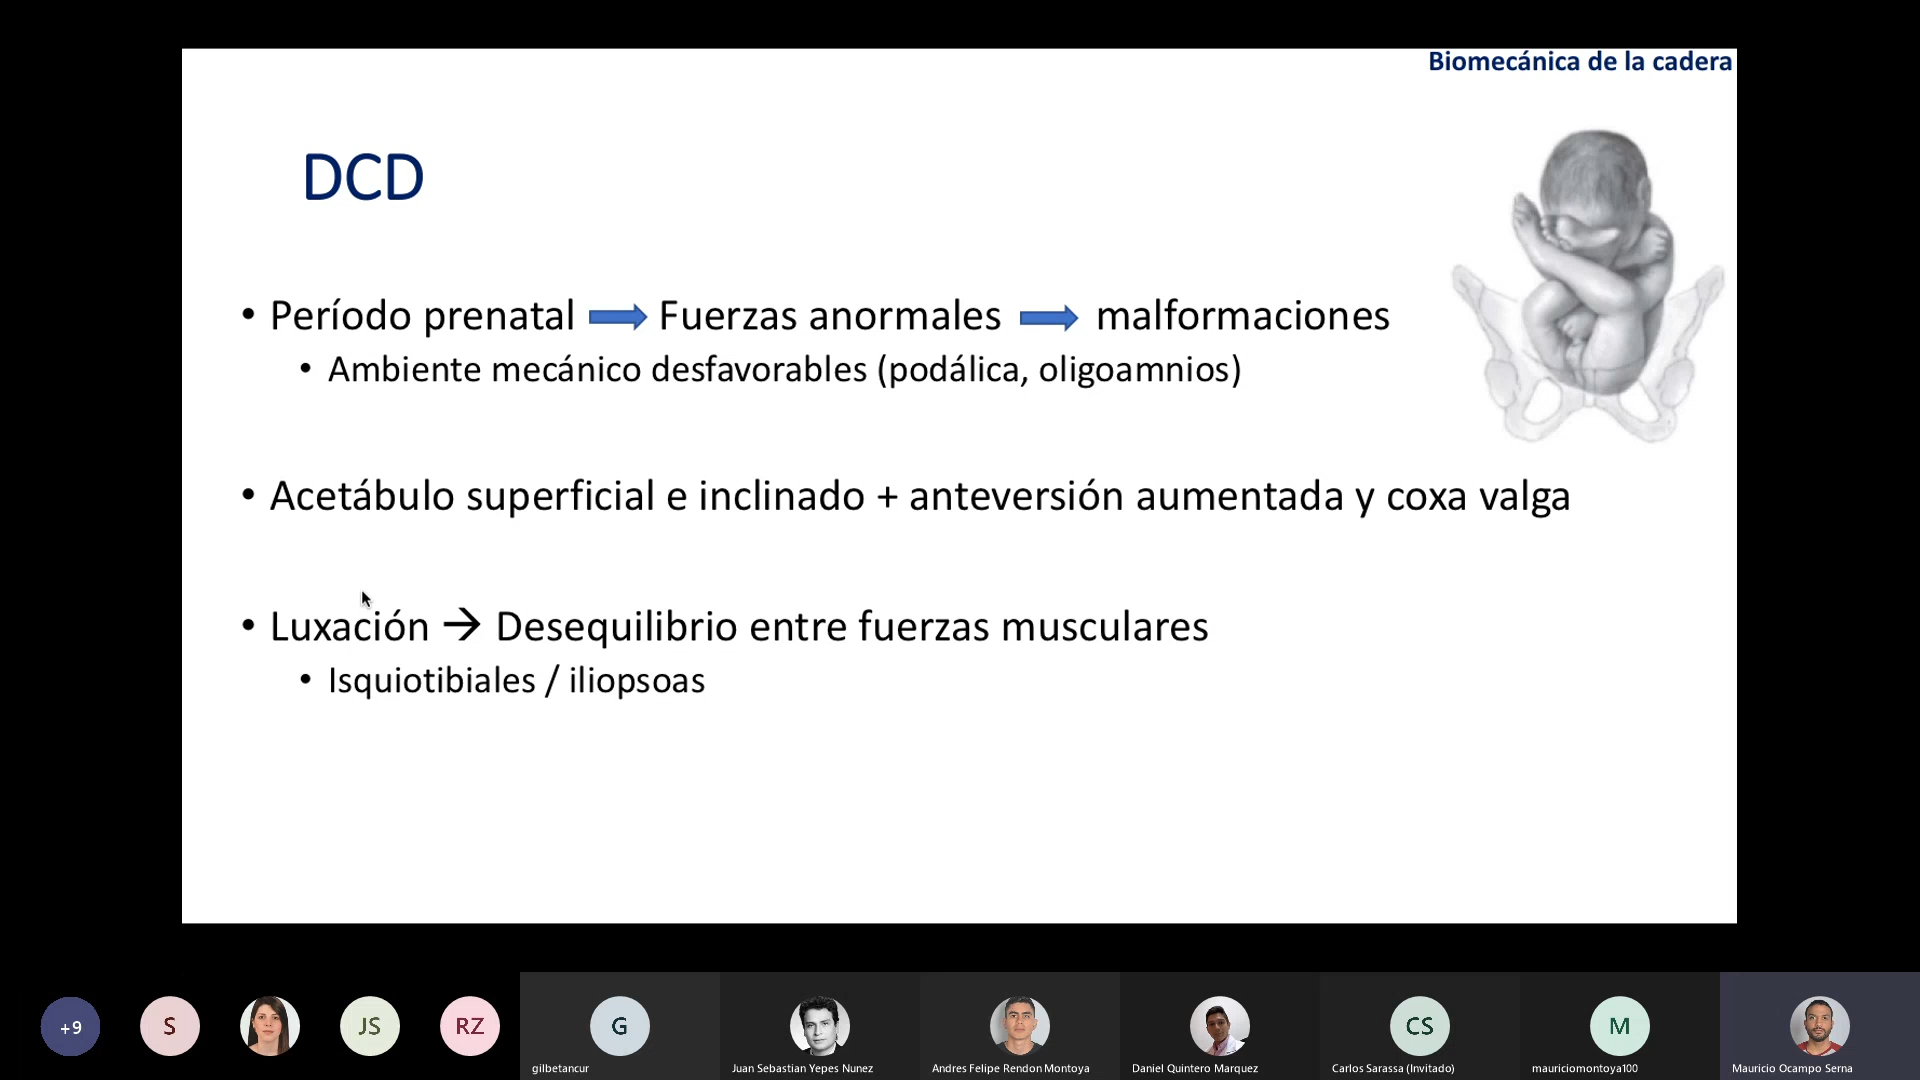 Biomecánica de la cadera
DCD
• Período prenatal Fuerzas anormales malformaciones
• Ambiente mecánico desfavorables (podálica, oligoamnios)
• Acetábulo superficial e inclinado + anteversión aumentada y coxa valga
• Luxación → Desequilibrio entre fuerzas musculares
• Isquiotibiales / iliopsoas
+9
S
JS
RZ
G
CS
M
gilbetancur
Juan Sebastian Yepes Nunez
Andres Felipe Rendon Montoya
Daniel Quintero Marquez
Carlos Sarassa (Invitado)
mauriciomontoya100
Mauricio Ocampo Serna